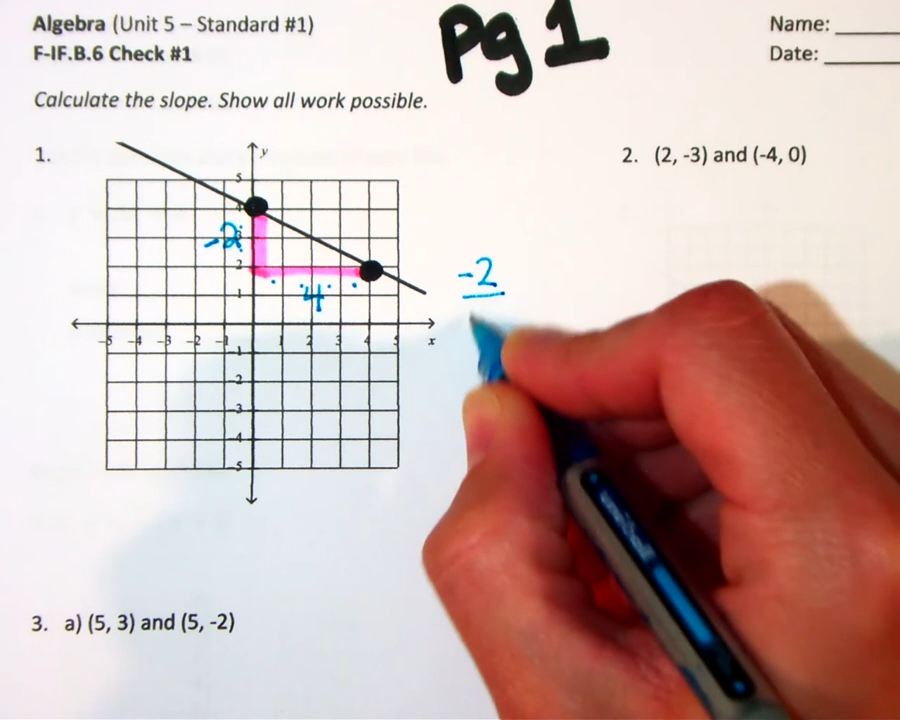 Algebra (Unit 5 – Standard #1)
F-IF.B.6 Check #1
Pg 1
Name:
Date:
Calculate the slope. Show all work possible.
1.
y
5
4
3
2
1
-2
4
-5 -4 -3 -2 -1 1 2 3 4 5 x
-1
-2
-3
-4
-5
-2
2. (2, -3) and (-4, 0)
3. a) (5, 3) and (5, -2)